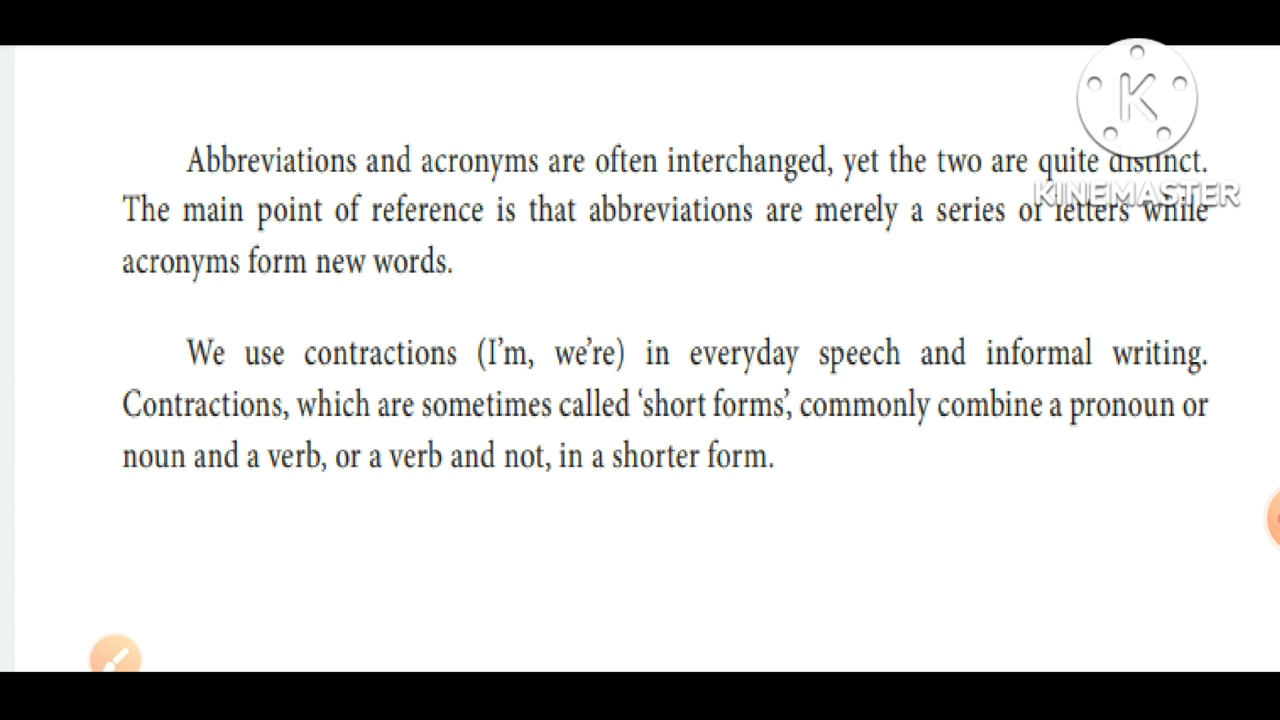 K
KINEMASTER
Abbreviations and acronyms are often interchanged, yet the two are quite distinct.
The main point of reference is that abbreviations are merely a series of letters while
acronyms form new words.
We use contractions (I’m, we’re) in everyday speech and informal writing.
Contractions, which are sometimes called ‘short forms’, commonly combine a pronoun or
noun and a verb, or a verb and not, in a shorter form.